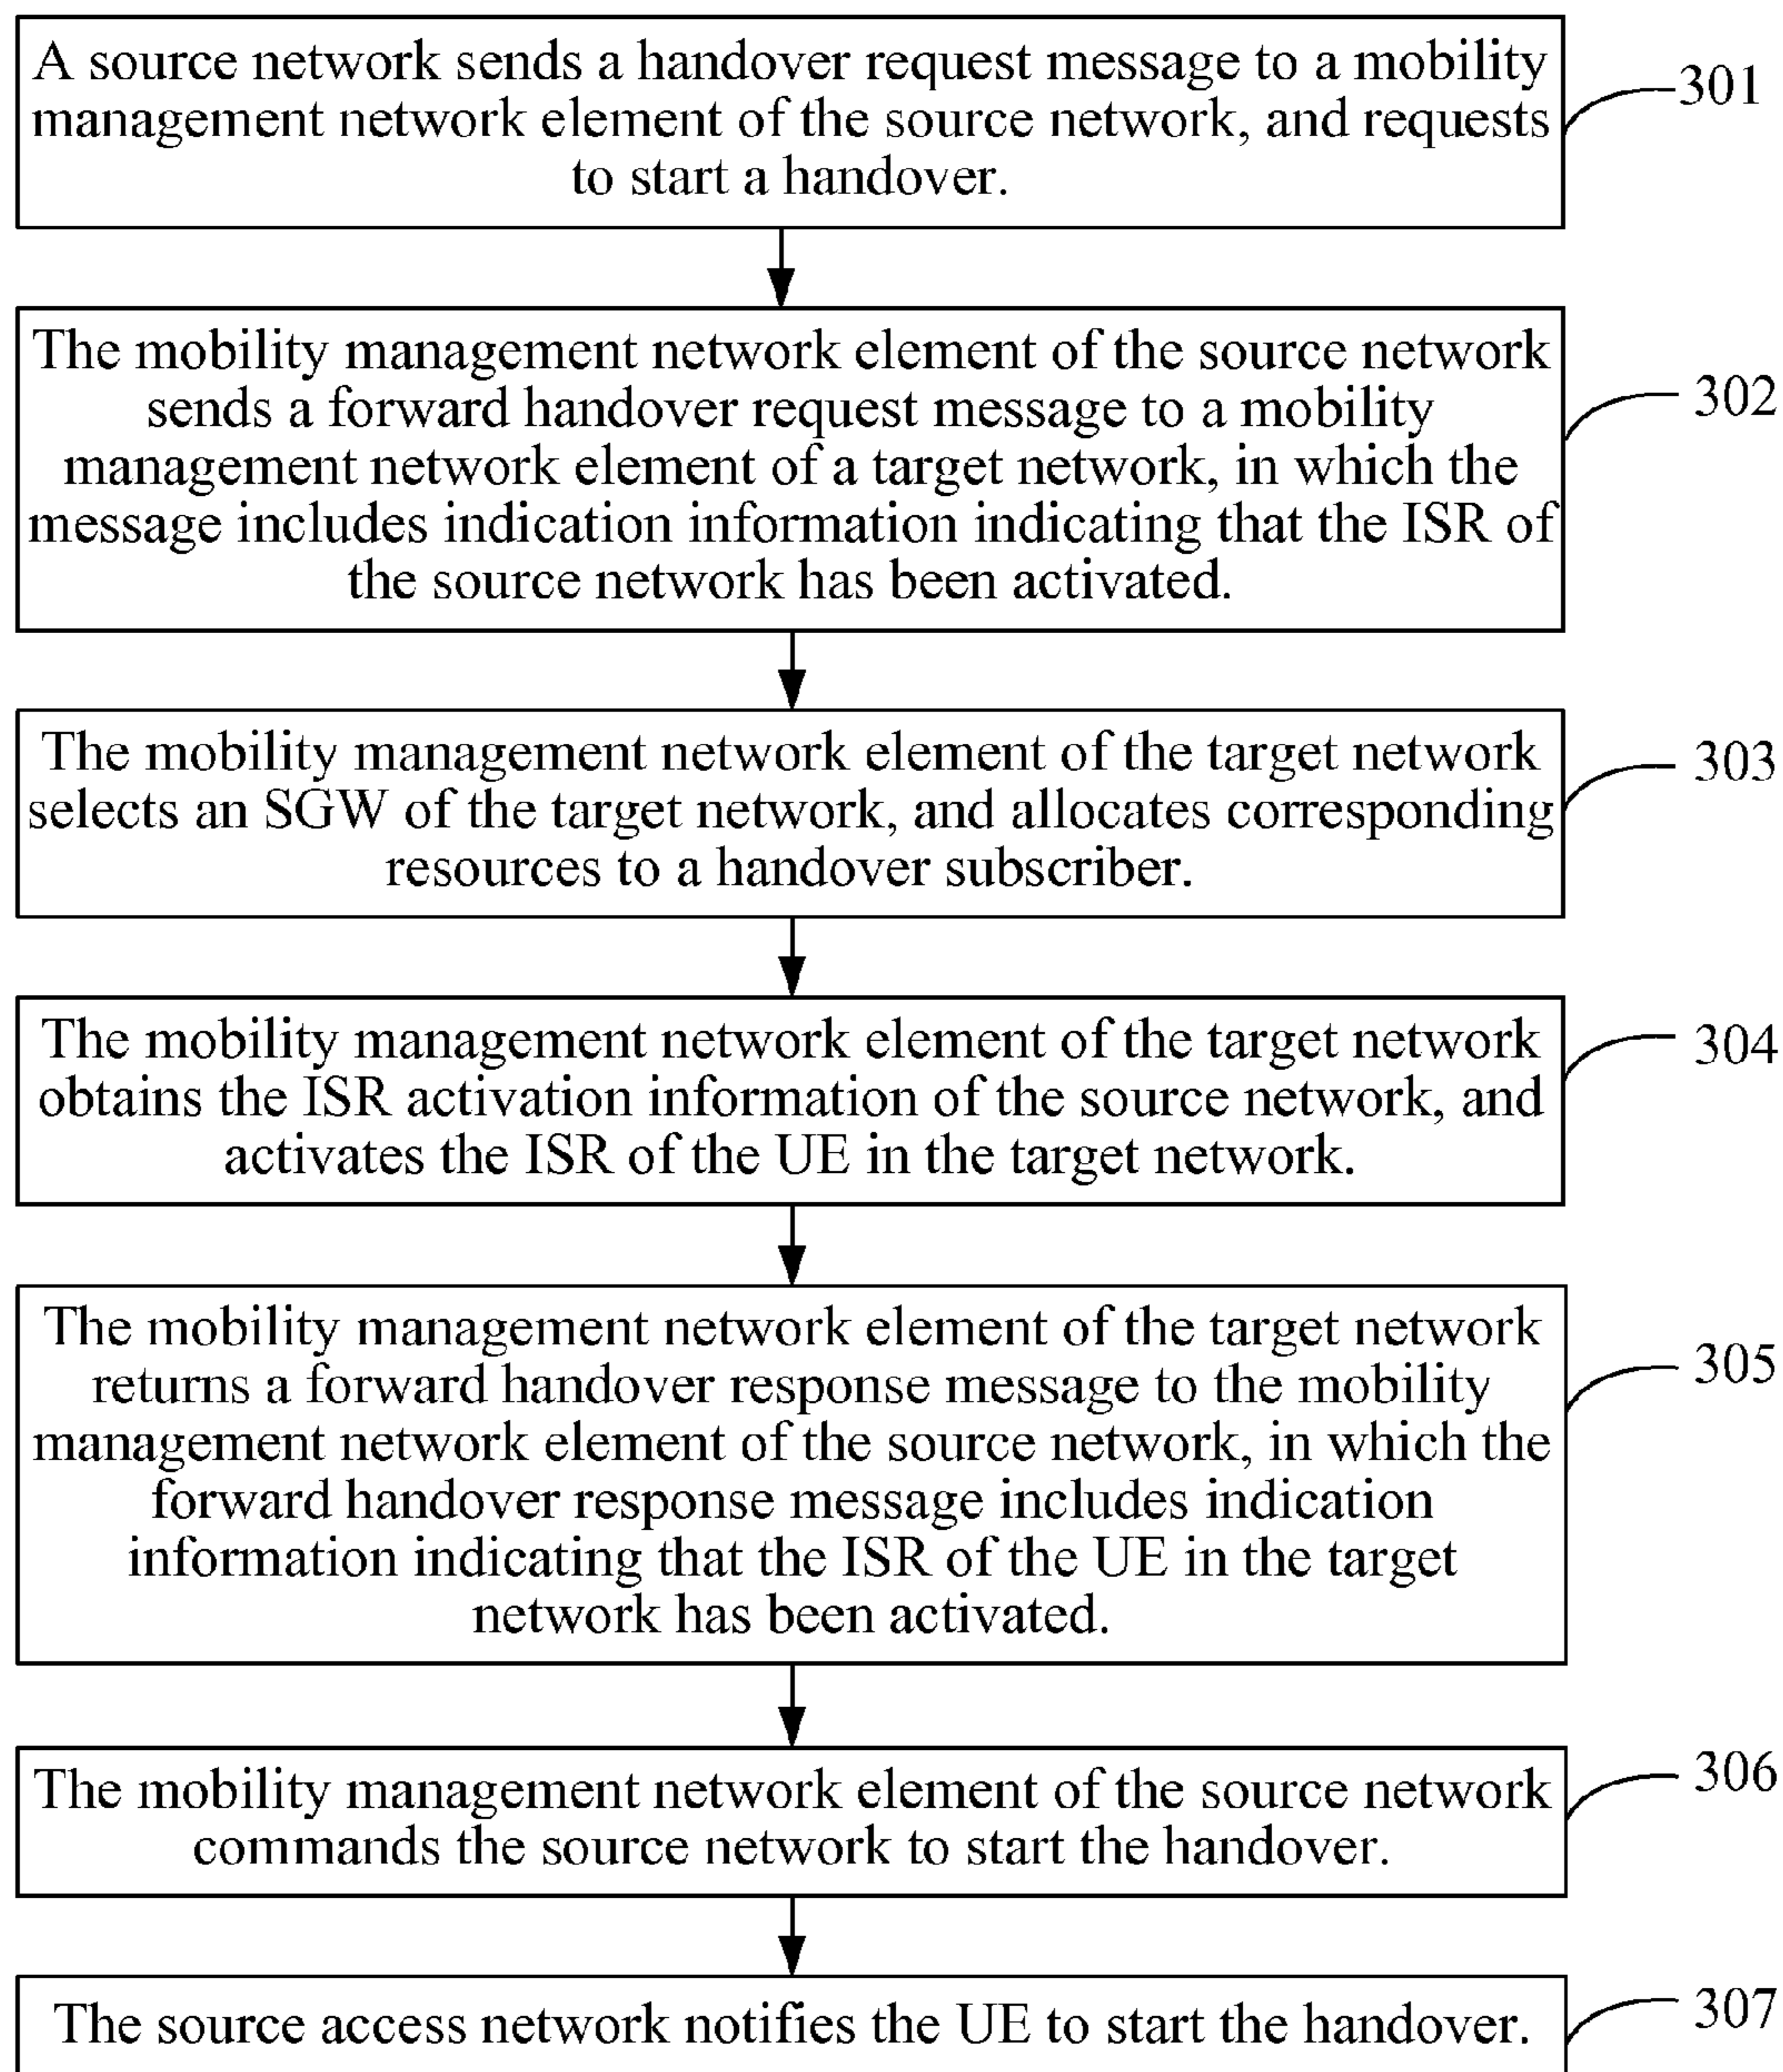 A source network sends a handover request message to a mobility
management network element of the source network, and requests
to start a handover.
301
The mobility management network element of the source network
sends a forward handover request message to a mobility
management network element of a target network, in which the
message includes indication information indicating that the ISR of
the source network has been activated.
302
The mobility management network element of the target network
selects an SGW of the target network, and allocates corresponding
resources to a handover subscriber.
303
The mobility management network element of the target network
obtains the ISR activation information of the source network, and
activates the ISR of the UE in the target network.
304
The mobility management network element of the target network
returns a forward handover response message to the mobility
management network element of the source network, in which the
forward handover response message includes indication
information indicating that the ISR of the UE in the target
network has been activated.
305
The mobility management network element of the source network
commands the source network to start the handover.
306
The source access network notifies the UE to start the handover.
307